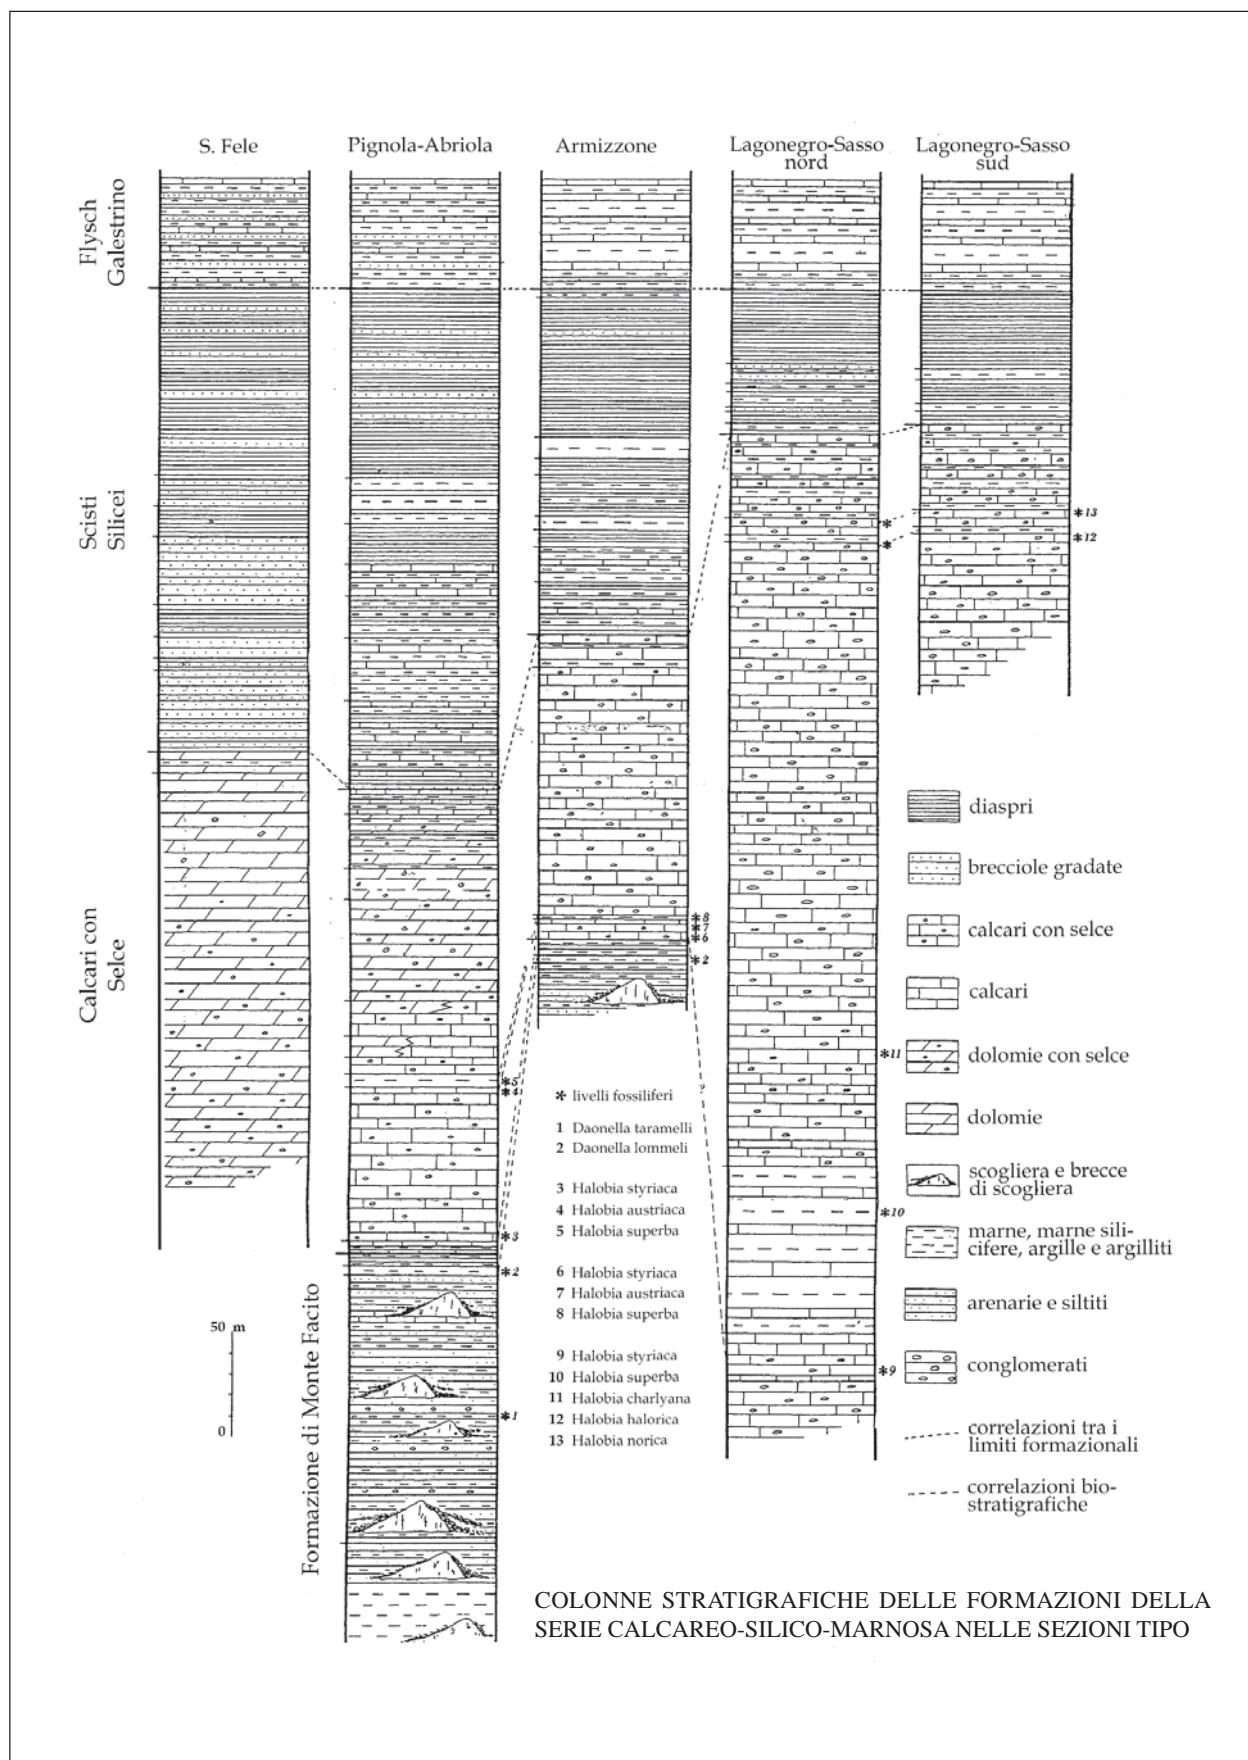 S. Fele
Pignola-Abriola
Armizzone
Lagonegro-Sasso
nord
Lagonegro-Sasso
sud
Flysch
Galestrino
Scisti
Silicei
Calcari con
Selce
Formazione di Monte Facito
50 m
0
*5
*4
*3
*2
*1
*8
*7
*6
*2
*
*
*11
*10
*9
*13
*12
?
* livelli fossiliferi
1 Daonella taramelli
2 Daonella lommeli
3 Halobia styriaca
4 Halobia austriaca
5 Halobia superba
6 Halobia styriaca
7 Halobia austriaca
8 Halobia superba
9 Halobia styriaca
10 Halobia superba
11 Halobia charlyana
12 Halobia halorica
13 Halobia norica
diaspri
brecciole gradate
calcari con selce
calcari
dolomie con selce
dolomie
scogliera e brecce
di scogliera
marne, marne sili-
cifere, argille e argilliti
arenarie e siltiti
conglomerati
correlazioni tra i
limiti formazionali
correlazioni bio-
stratigrafiche
COLONNE STRATIGRAFICHE DELLE FORMAZIONI DELLA
SERIE CALCAREO-SILICO-MARNOSA NELLE SEZIONI TIPO